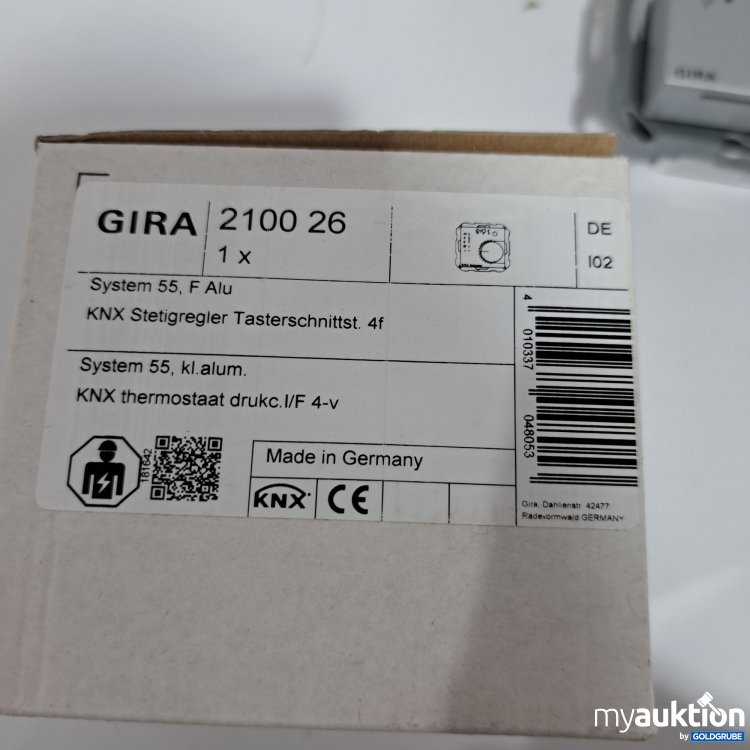 GIRA
GIRA
2100 26
1 x
DE
I02
System 55, F Alu
KNX Stetigregler Tasterschnittst. 4f
System 55, kl.alum.
KNX thermostaat drukc.I/F 4-v
4 010337 048053
181642
Made in Germany
KNX®
CE
Gira, Dahlienstr. 42477
Radevormwald GERMANY
myauktion
by GOLDGRUBE